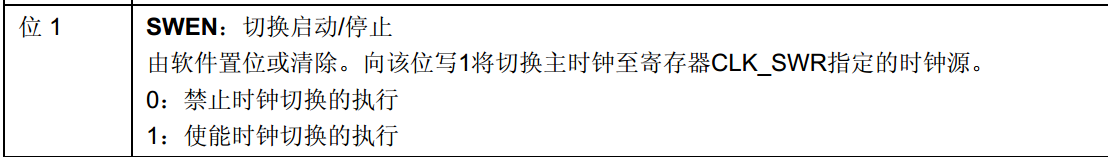 位 1
SWEN：切换启动/停止
由软件置位或清除。向该位写1将切换主时钟至寄存器CLK_SWR指定的时钟源。
0：禁止时钟切换的执行
1：使能时钟切换的执行